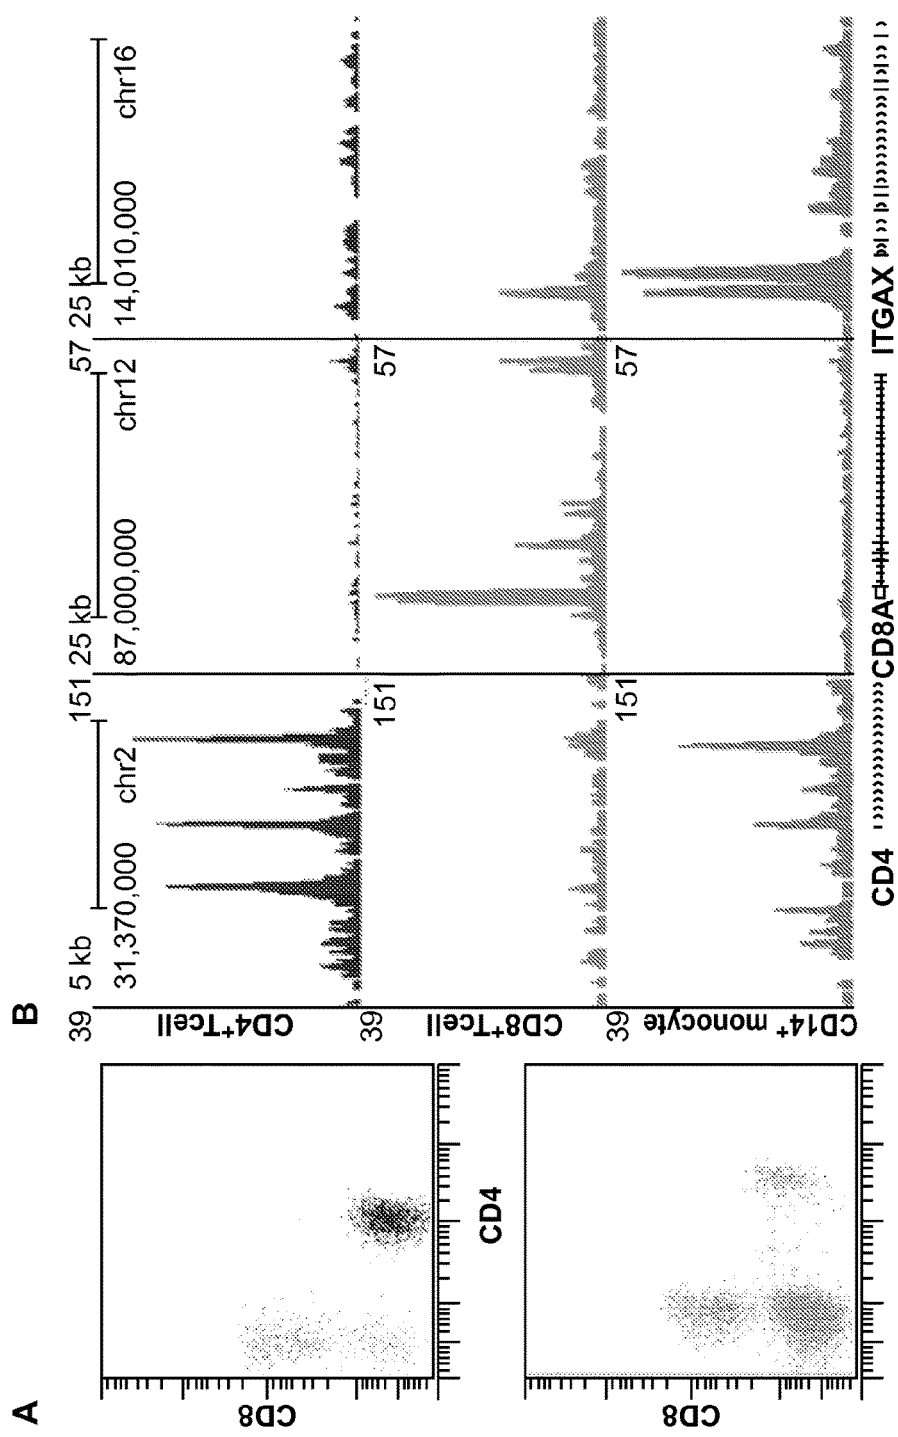 A
CD8
CD8
CD4
B
39
5 kb
151
25 kb
57
25 kb
31,370,000
chr2
87,000,000
chr12
14,010,000
chr16
CD4+Tcell
39
151
57
CD8+Tcell
39
151
57
CD14+ monocyte
CD4
CD8A
ITGAX